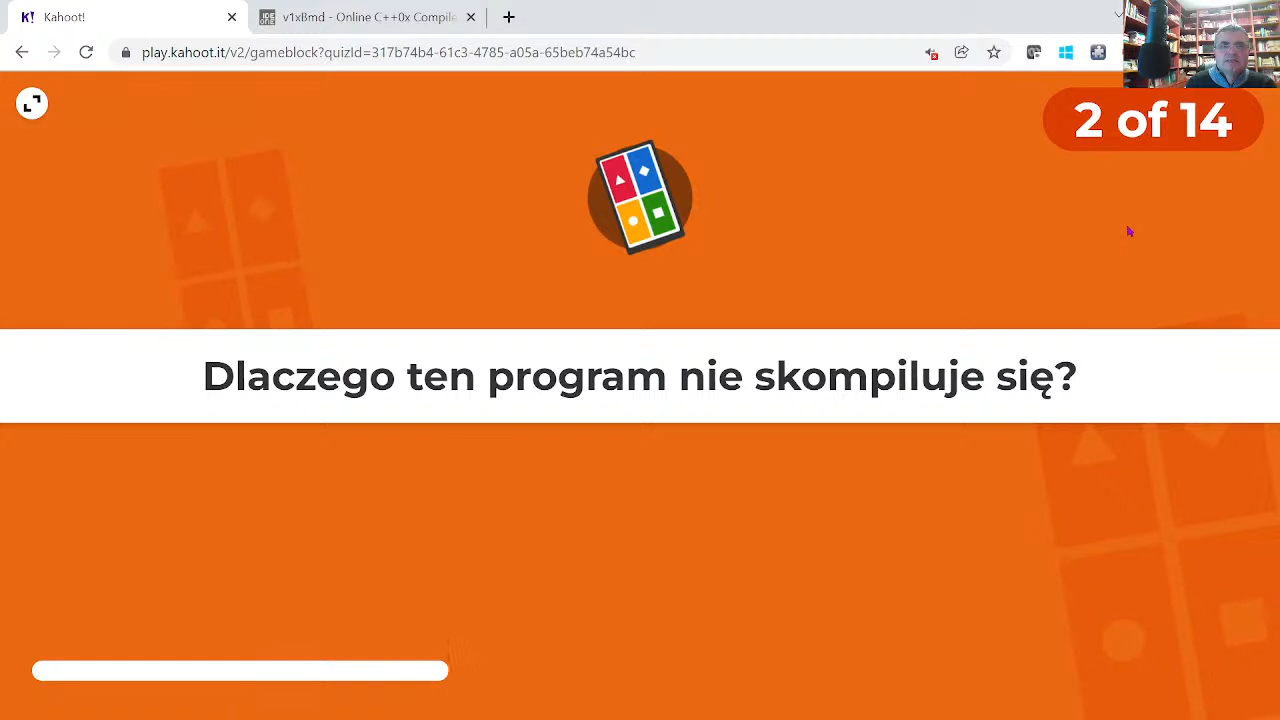 K! Kahoot!
v1xBmd - Online C++0x Compile
play.kahoot.it/v2/gameblock?quizId=317b74b4-61c3-4785-a05a-65beb74a54bc
2 of 14
Dlaczego ten program nie skompiluje się?